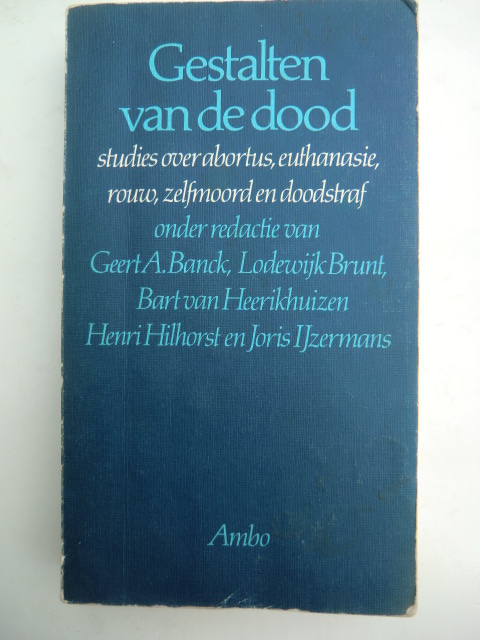 Gestalten
van de dood
studies over abortus, euthanasie,
rouw, zelfmoord en doodstraf
onder redactie van
Geert A. Banck, Lodewijk Brunt,
Bart van Heerikhuizen
Henri Hilhorst en Joris IJzermans
Ambo